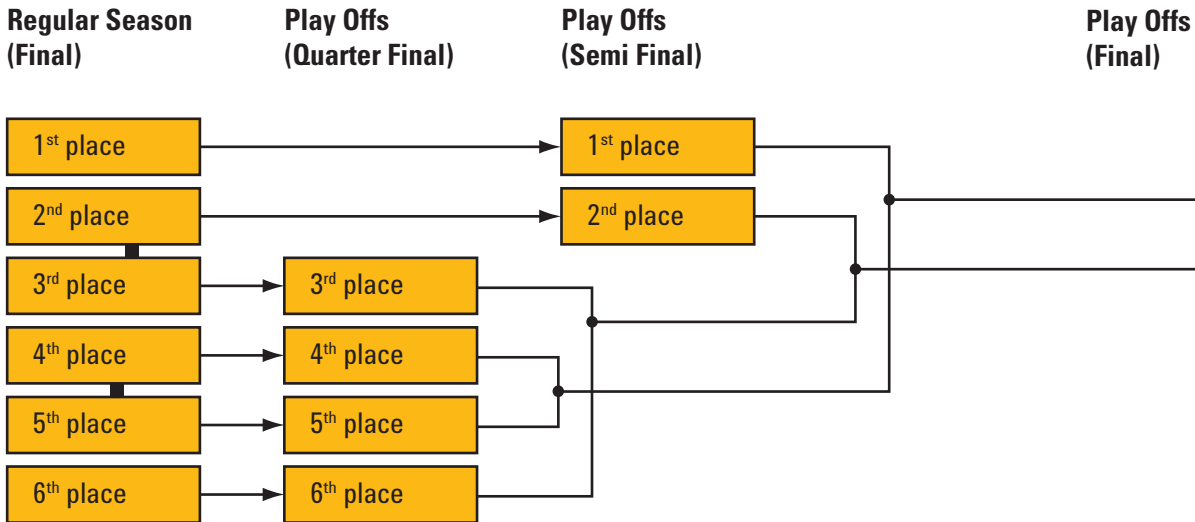 Regular Season
(Final)
Play Offs
(Quarter Final)
Play Offs
(Semi Final)
Play Offs
(Final)
1st place
1st place
2nd place
2nd place
3rd place
3rd place
4th place
4th place
5th place
5th place
6th place
6th place